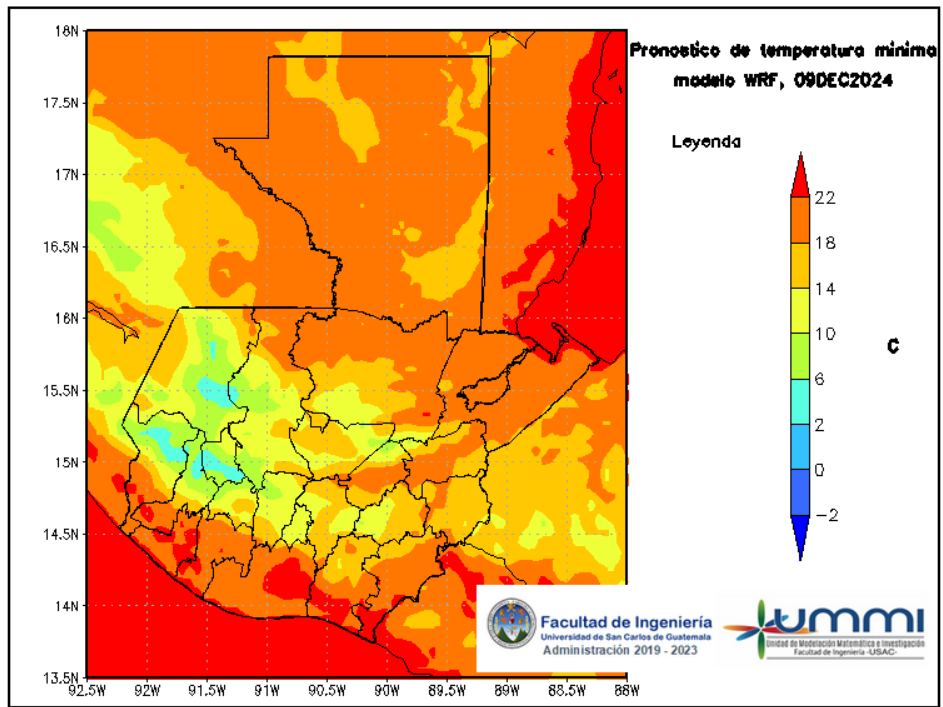 Pronostico de temperatura minima
modelo WRF, 09DEC2024
Leyenda
22
18
14
10
6
2
0
−2
C
18N
17.5N
17N
16.5N
16N
15.5N
15N
14.5N
14N
13.5N
92.5W
92W
91.5W
91W
90.5W
90W
89.5W
89W
88.5W
88W
Facultad de Ingeniería
Universidad de San Carlos de Guatemala
Administración 2019 - 2023
ummi
Unidad de Modelación Matemática e Investigación
Facultad de Ingeniería -USAC-